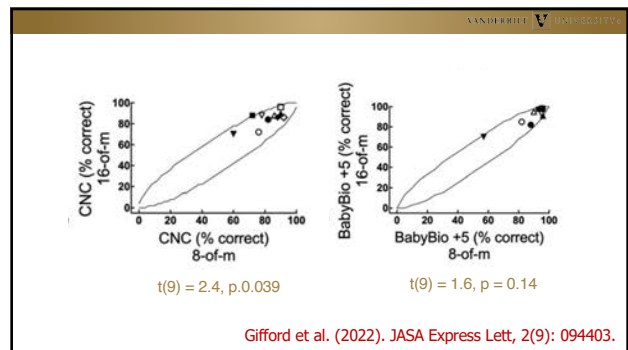 VANDERBILT V UNIVERSITY
CNC (% correct)
16-of-m
100
80
60
40
20
0
0 20 40 60 80 100
CNC (% correct)
8-of-m
t(9) = 2.4, p.0.039
BabyBio +5 (% correct)
16-of-m
100
80
60
40
20
0
0 20 40 60 80 100
BabyBio +5 (% correct)
8-of-m
t(9) = 1.6, p = 0.14
Gifford et al. (2022). JASA Express Lett, 2(9): 094403.